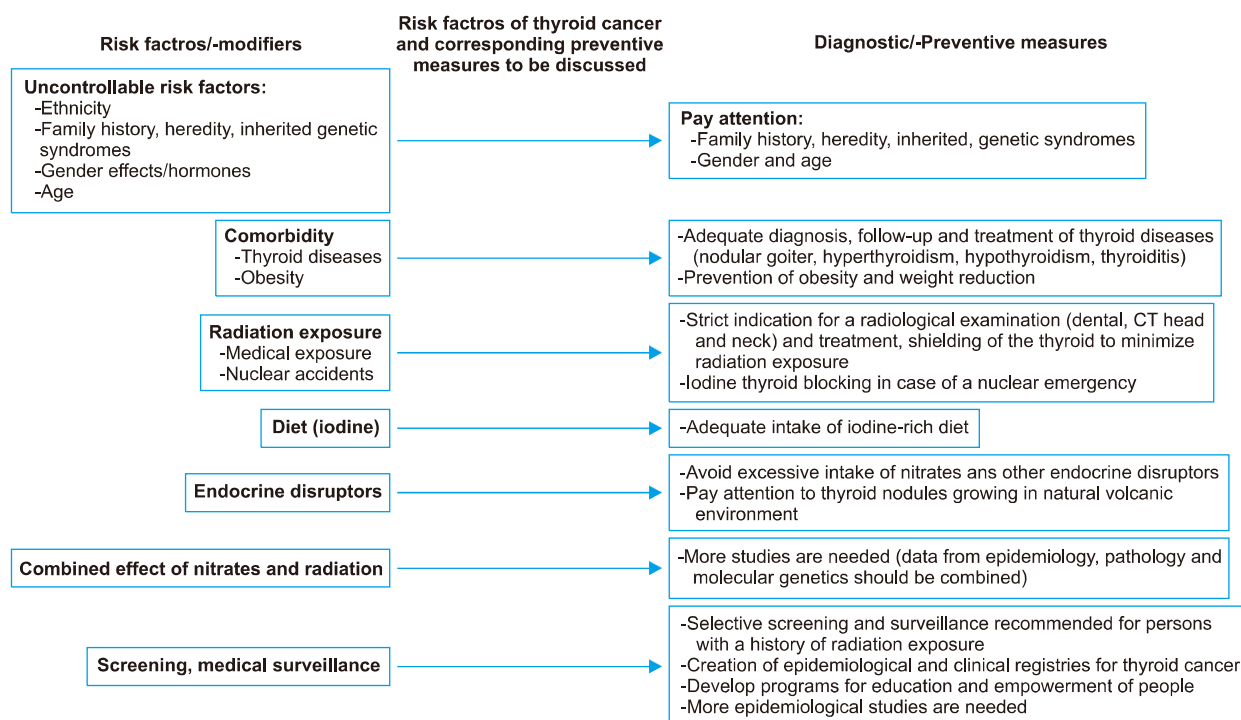 Risk factros/-modifiers
Risk factros of thyroid cancer
and corresponding preventive
measures to be discussed
Diagnostic/-Preventive measures
Uncontrollable risk factors:
-Ethnicity
-Family history, heredity, inherited genetic
syndromes
-Gender effects/hormones
-Age
Pay attention:
-Family history, heredity, inherited, genetic syndromes
-Gender and age
Comorbidity
-Thyroid diseases
-Obesity
-Adequate diagnosis, follow-up and treatment of thyroid diseases
(nodular goiter, hyperthyroidism, hypothyroidism, thyroiditis)
-Prevention of obesity and weight reduction
Radiation exposure
-Medical exposure
-Nuclear accidents
-Strict indication for a radiological examination (dental, CT head
and neck) and treatment, shielding of the thyroid to minimize
radiation exposure
-Iodine thyroid blocking in case of a nuclear emergency
Diet (iodine)
-Adequate intake of iodine-rich diet
Endocrine disruptors
-Avoid excessive intake of nitrates ans other endocrine disruptors
-Pay attention to thyroid nodules growing in natural volcanic
environment
Combined effect of nitrates and radiation
-More studies are needed (data from epidemiology, pathology and
molecular genetics should be combined)
Screening, medical surveillance
-Selective screening and surveillance recommended for persons
with a history of radiation exposure
-Creation of epidemiological and clinical registries for thyroid cancer
-Develop programs for education and empowerment of people
-More epidemiological studies are needed